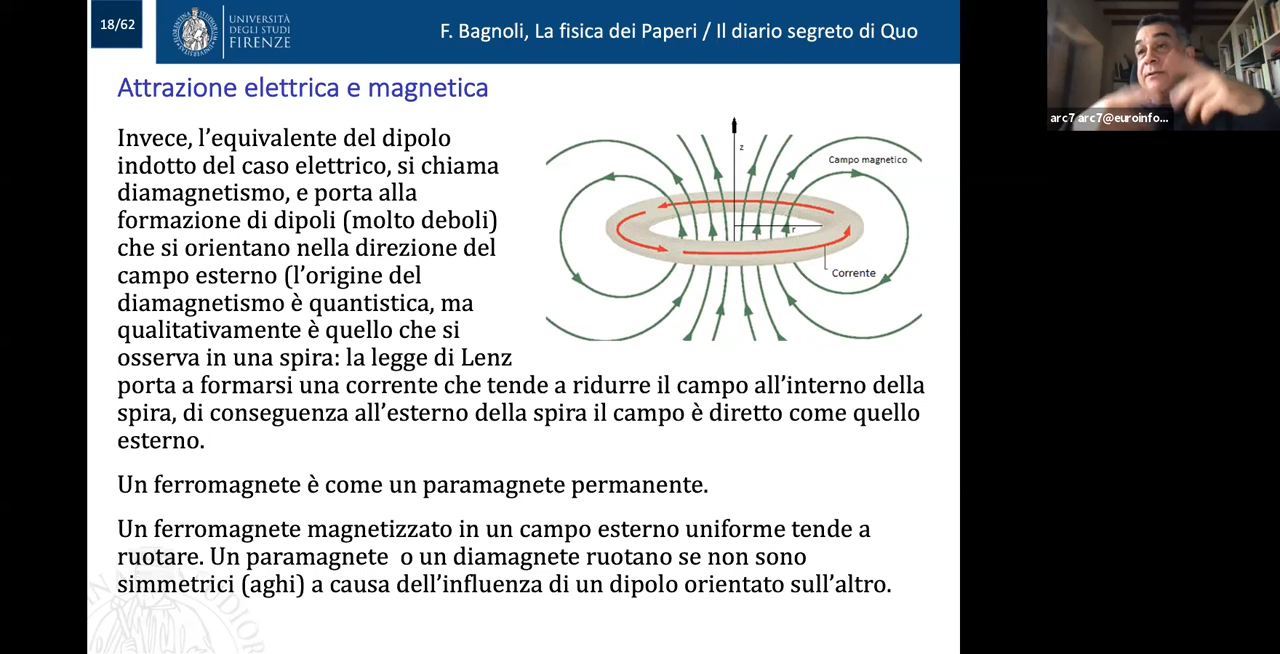 18/62
UNIVERSITÀ
DEGLI STUDI
FIRENZE
F. Bagnoli, La fisica dei Paperi / Il diario segreto di Quo
arc7 arc7@euroinfo...
Attrazione elettrica e magnetica
Invece, l’equivalente del dipolo
indotto del caso elettrico, si chiama
diamagnetismo, e porta alla
formazione di dipoli (molto deboli)
che si orientano nella direzione del
campo esterno (l’origine del
diamagnetismo è quantistica, ma
qualitativamente è quello che si
osserva in una spira: la legge di Lenz
porta a formarsi una corrente che tende a ridurre il campo all’interno della
spira, di conseguenza all’esterno della spira il campo è diretto come quello
esterno.
z
Campo magnetico
r
Corrente
Un ferromagnete è come un paramagnete permanente.
Un ferromagnete magnetizzato in un campo esterno uniforme tende a
ruotare. Un paramagnete o un diamagnete ruotano se non sono
simmetrici (aghi) a causa dell’influenza di un dipolo orientato sull’altro.